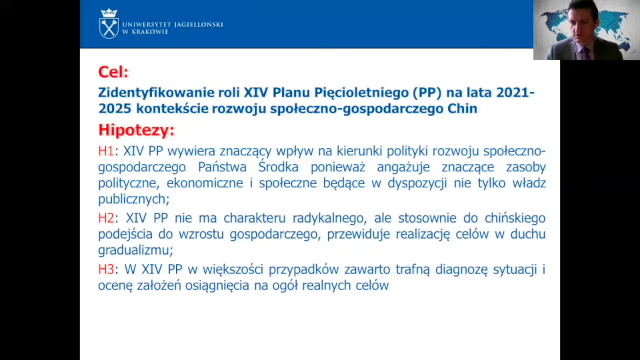 UNIWERSYTET JAGIELLOŃSKI
W KRAKOWIE
Cel:
Zidentyfikowanie roli XIV Planu Pięcioletniego (PP) na lata 2021-
2025 kontekście rozwoju społeczno-gospodarczego Chin
Hipotezy:
H1: XIV PP wywiera znaczący wpływ na kierunki polityki rozwoju społeczno-
gospodarczego Państwa Środka ponieważ angażuje znaczące zasoby
polityczne, ekonomiczne i społeczne będące w dyspozycji nie tylko władz
publicznych;
H2: XIV PP nie ma charakteru radykalnego, ale stosownie do chińskiego
podejścia do wzrostu gospodarczego, przewiduje realizację celów w duchu
gradualizmu;
H3: W XIV PP w większości przypadków zawarto trafną diagnozę sytuacji i
ocenę założeń osiągnięcia na ogół realnych celów